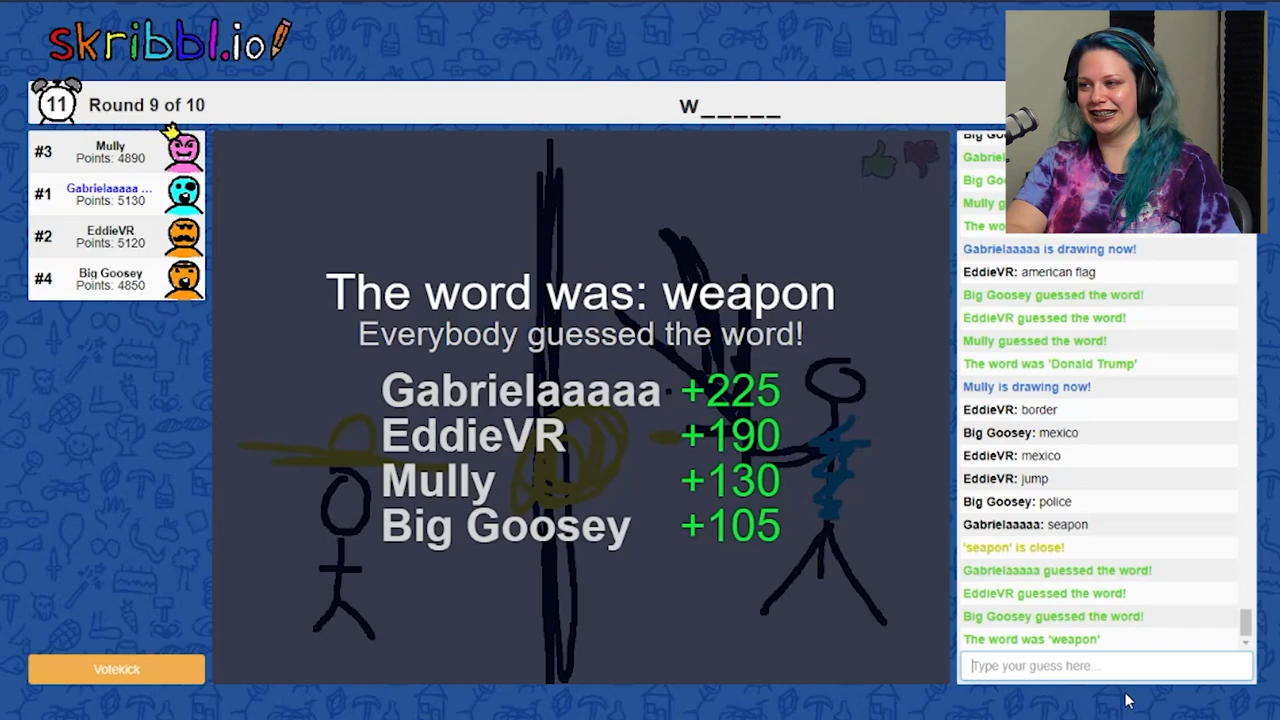 skribbl.io
11
Round 9 of 10
W_____
#3
Mully
Points: 4890
#1
Gabrielaaaaa ...
Points: 5130
#2
EddieVR
Points: 5120
#4
Big Goosey
Points: 4850
Votekick
The word was: weapon
Everybody guessed the word!
Gabrielaaaaa +225
EddieVR +190
Mully +130
Big Goosey +105
Gabrielaaaaa is drawing now!
EddieVR: american flag
Big Goosey guessed the word!
EddieVR guessed the word!
Mully guessed the word!
The word was 'Donald Trump'
Mully is drawing now!
EddieVR: border
Big Goosey: mexico
EddieVR: mexico
EddieVR: jump
Big Goosey: police
Gabrielaaaaa: seapon
'seapon' is close!
Gabrielaaaaa guessed the word!
EddieVR guessed the word!
Big Goosey guessed the word!
The word was 'weapon'
Type your guess here...